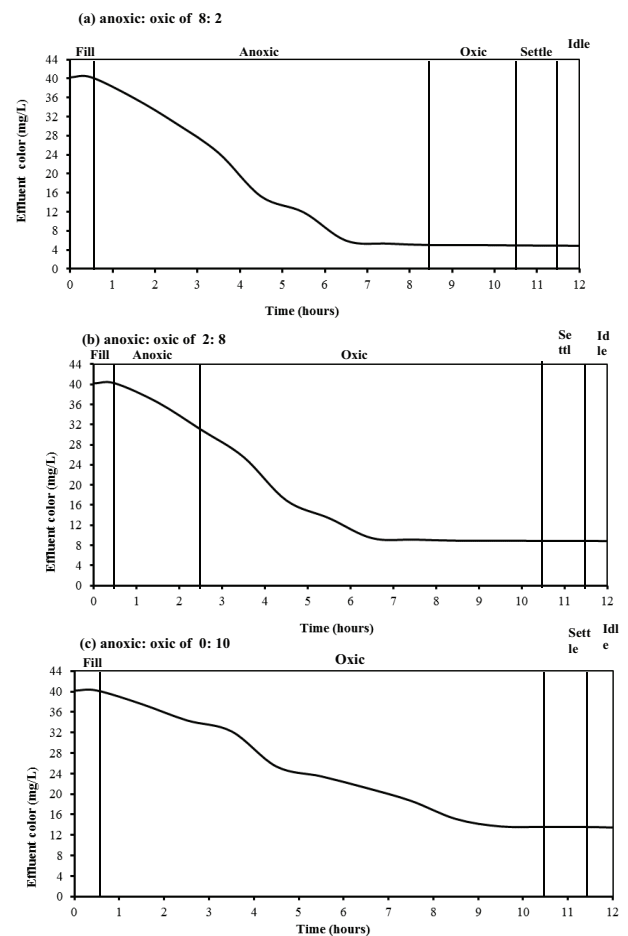 (a) anoxic: oxic of 8: 2
Idle
Fill Anoxic Oxic Settle
44
40
36
32
28
24
20
16
12
8
4
0
Effluent color (mg/L)
0 1 2 3 4 5 6 7 8 9 10 11 12
Time (hours)
(b) anoxic: oxic of 2: 8
Se Id
ttl le
Fill Anoxic Oxic
44
40
36
32
28
24
20
16
12
8
4
0
Effluent color (mg/L)
0 1 2 3 4 5 6 7 8 9 10 11 12
Time (hours)
(c) anoxic: oxic of 0: 10
Sett Idl
le e
Fill Oxic
44
40
36
32
28
24
20
16
12
8
4
0
Effluent color (mg/L)
0 1 2 3 4 5 6 7 8 9 10 11 12
Time (hours)